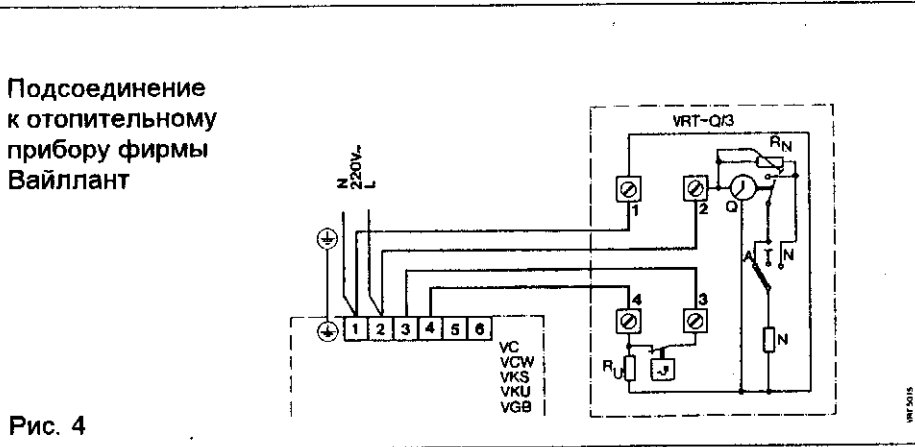 Подсоединение
к отопительному
прибору фирмы
Вайллант
N
220V~
L
VRT-Q/3
RN
1
2
Q
A
T
N
4
3
RU
N
1 2 3 4 5 6
VC
VCW
VKS
VKU
VGB
Рис. 4